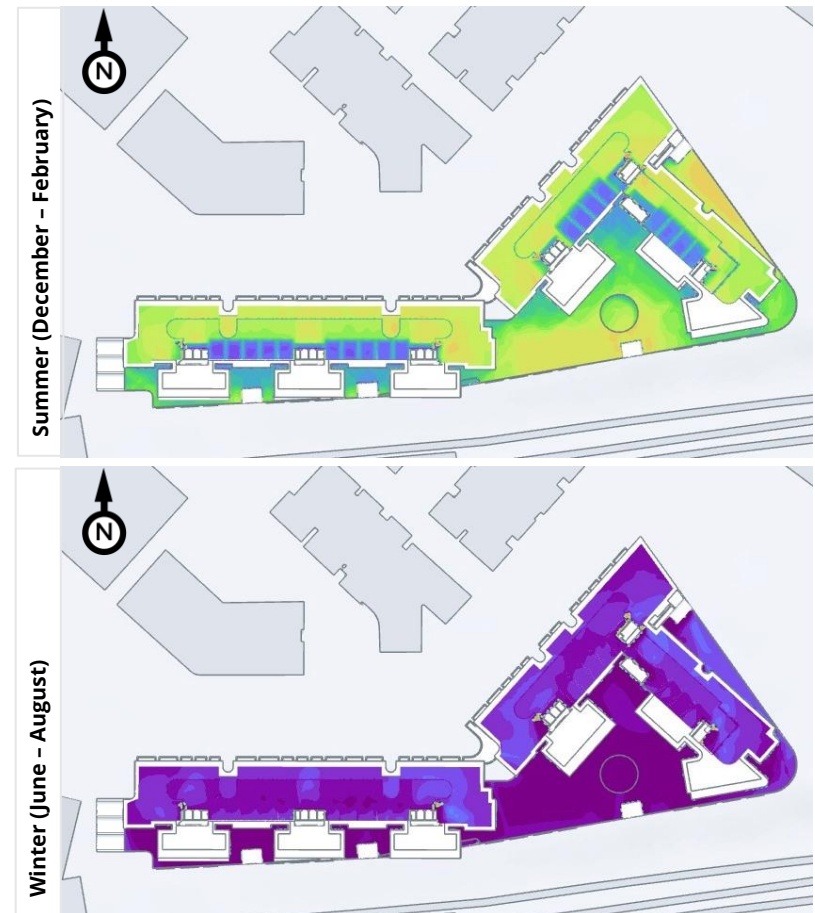 Summer (December – February)
N
Winter (June – August)
N